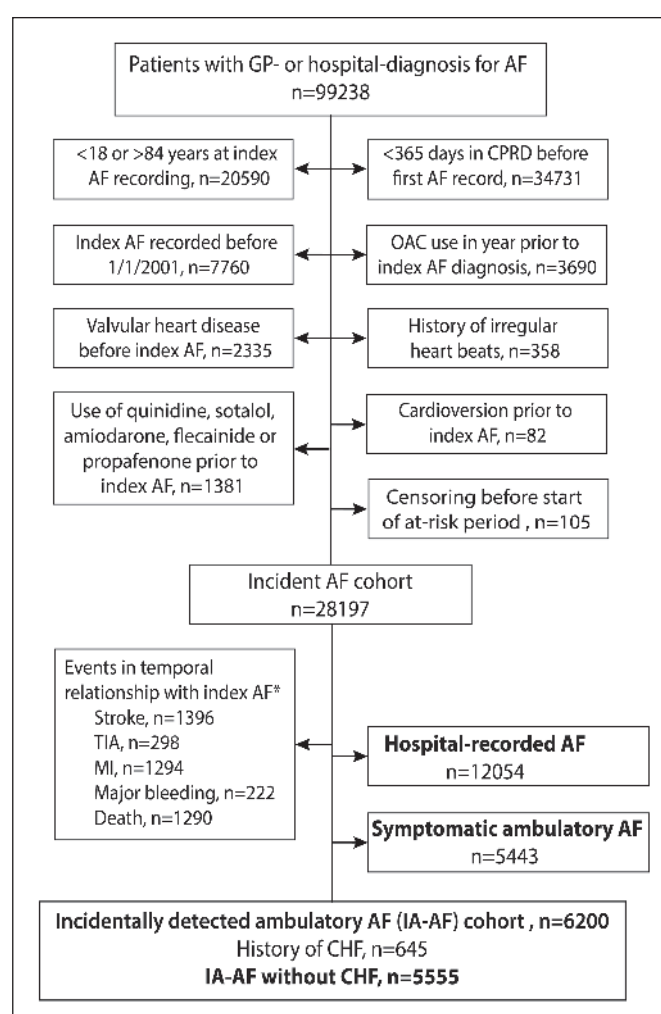 Patients with GP- or hospital-diagnosis for AF
n=99238
<18 or >84 years at index
AF recording, n=20590
<365 days in CPRD before
first AF record, n=34731
Index AF recorded before
1/1/2001, n=7760
OAC use in year prior to
index AF diagnosis, n=3690
Valvular heart disease
before index AF, n=2335
History of irregular
heart beats, n=358
Use of quinidine, sotalol,
amiodarone, flecainide or
propafenone prior to
index AF, n=1381
Cardioversion prior to
index AF, n=82
Censoring before start
of at-risk period , n=105
Incident AF cohort
n=28197
Events in temporal
relationship with index AF*
Stroke, n=1396
TIA, n=298
MI, n=1294
Major bleeding, n=222
Death, n=1290
Hospital-recorded AF
n=12054
Symptomatic ambulatory AF
n=5443
Incidentally detected ambulatory AF (IA-AF) cohort , n=6200
History of CHF, n=645
IA-AF without CHF, n=5555